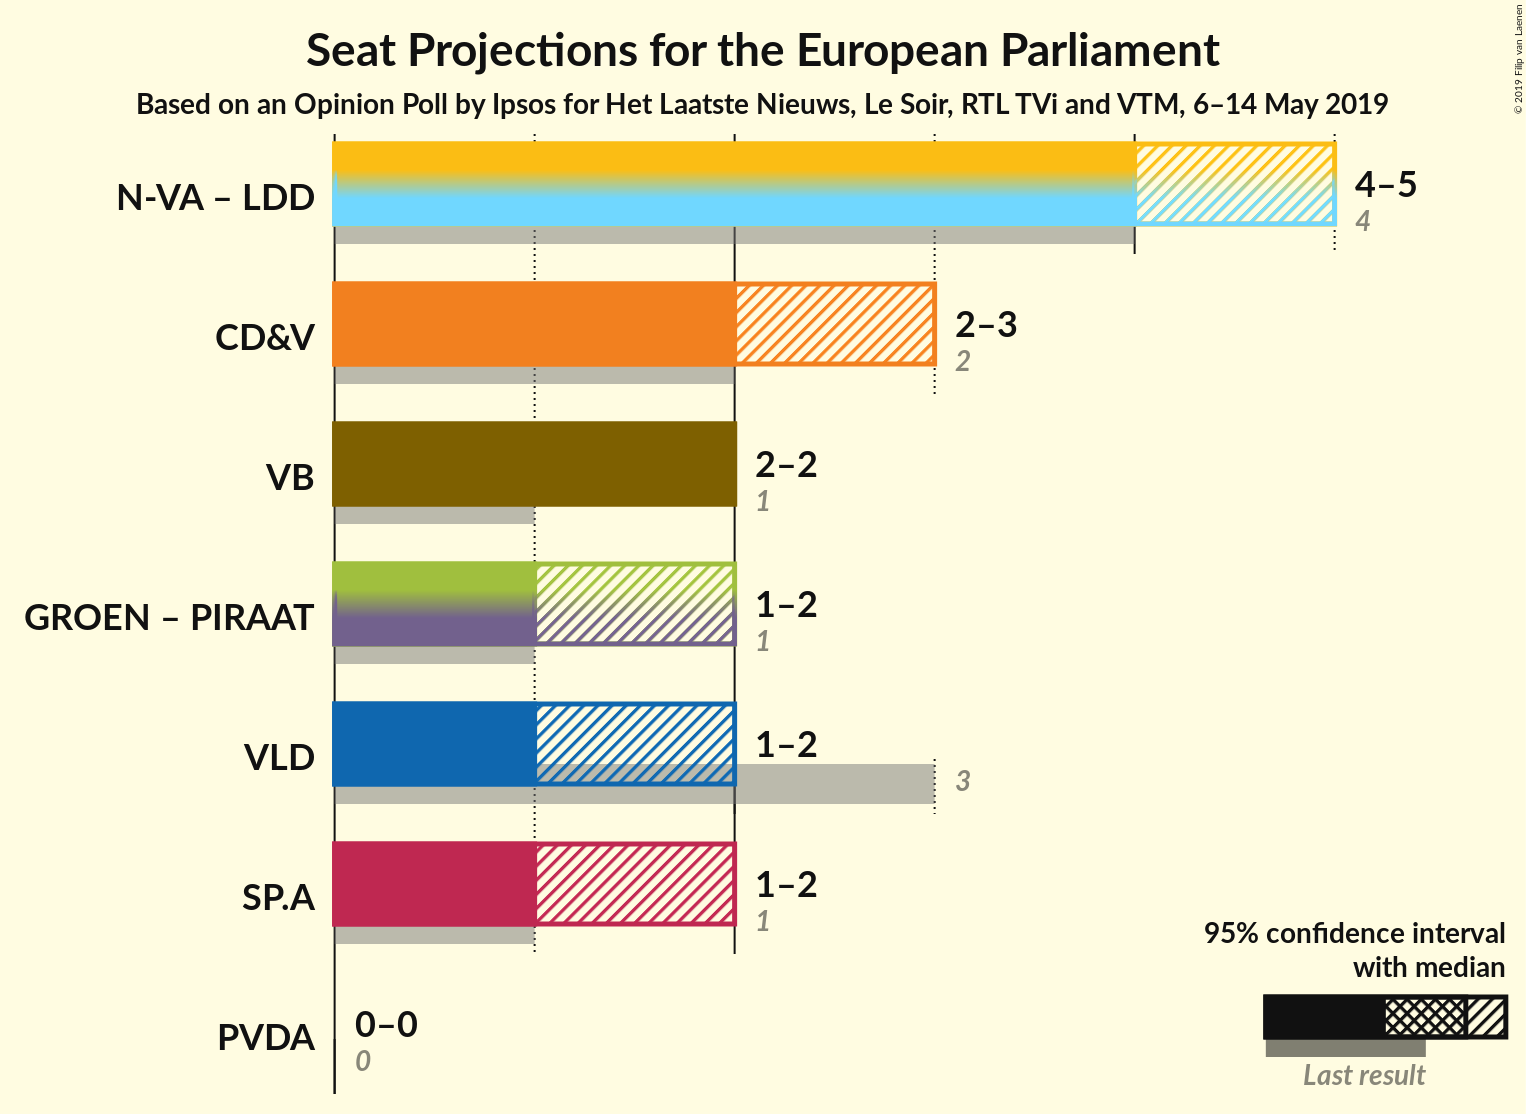 Seat Projections for the European Parliament
Based on an Opinion Poll by Ipsos for Het Laatste Nieuws, Le Soir, RTL TVi and VTM, 6–14 May 2019
© 2019 Filip van Laenen
N-VA – LDD
4–5
4
CD&V
2–3
2
VB
2–2
1
GROEN – PIRAAT
1–2
1
VLD
1–2
3
SP.A
1–2
1
PVDA
0–0
0
95% confidence interval
with median
Last result